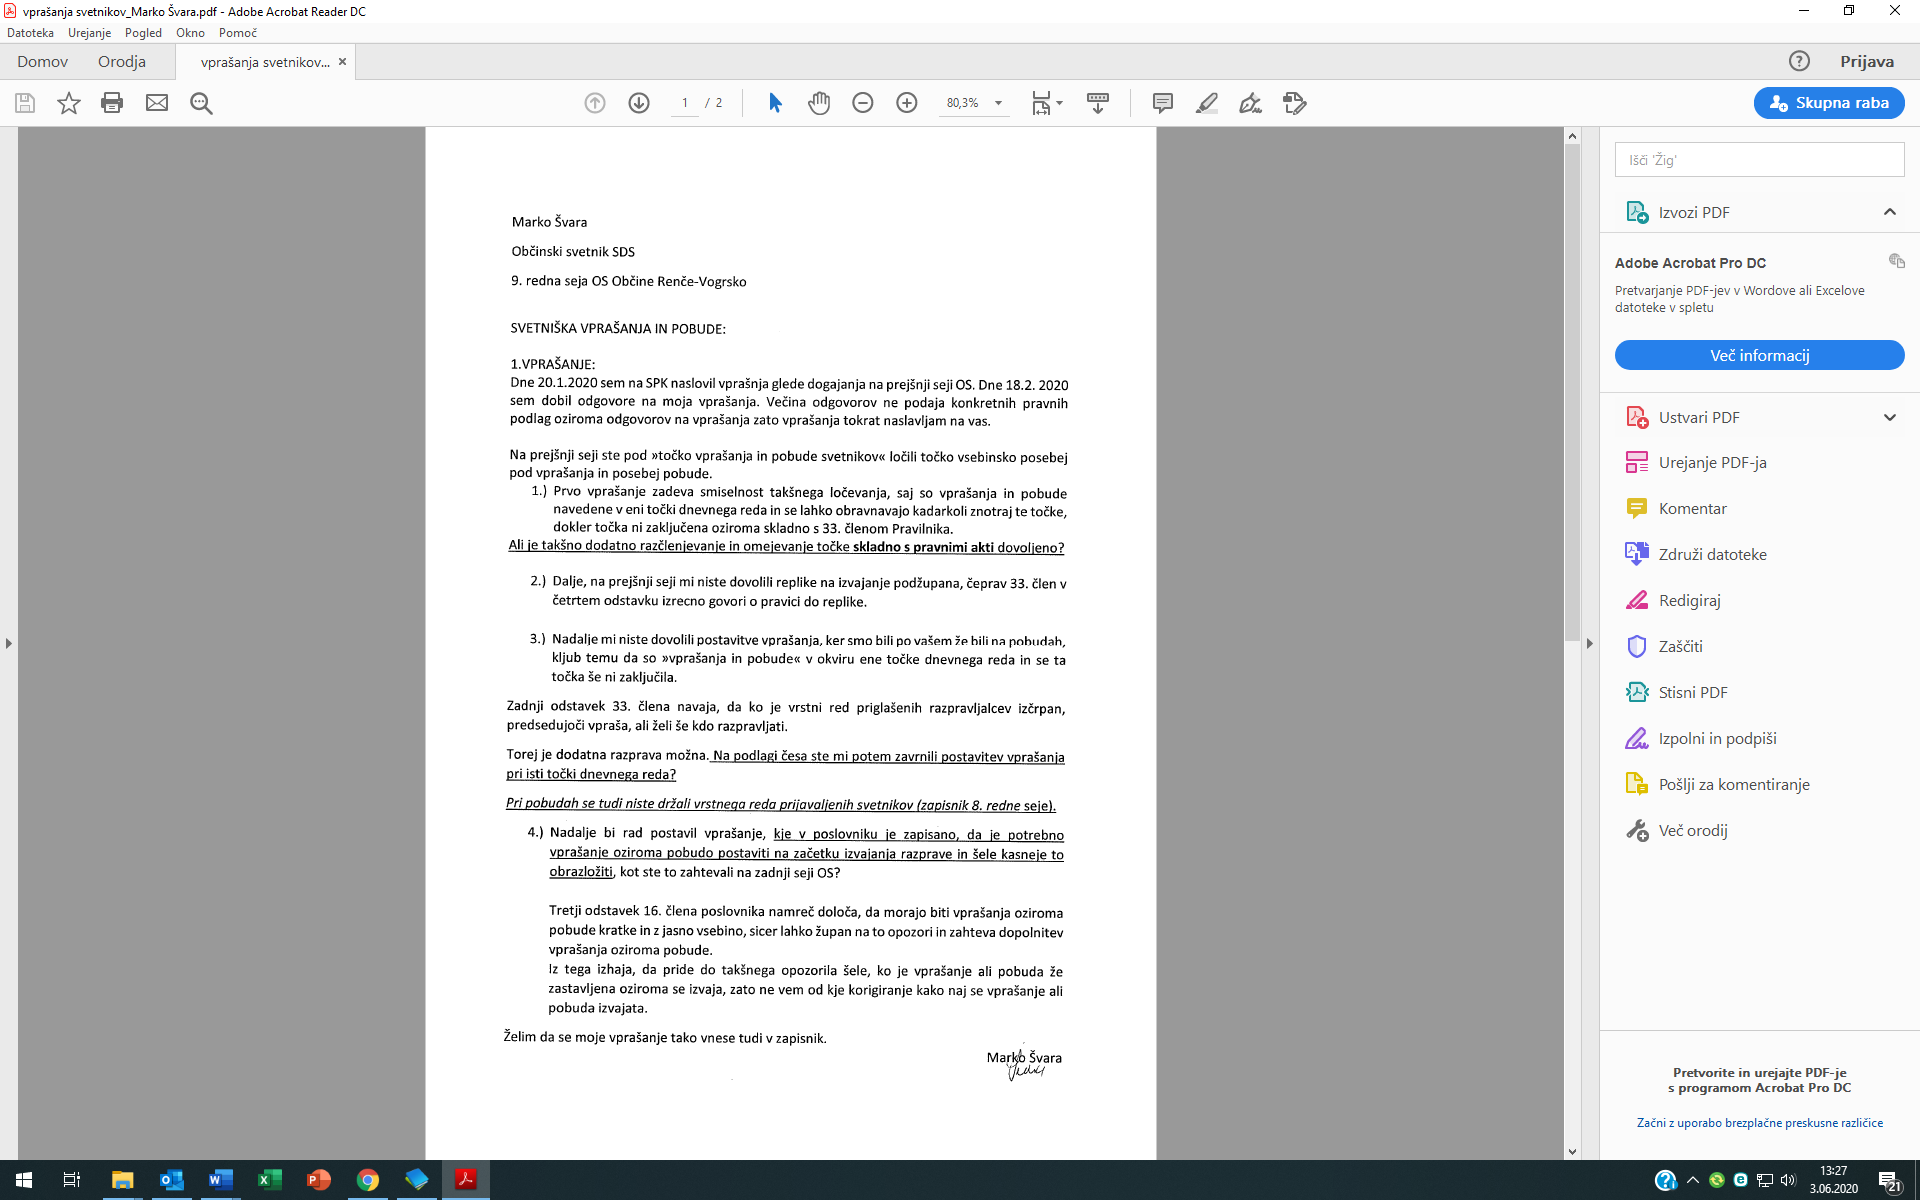 vprašanja svetnikov_Marko Švara.pdf - Adobe Acrobat Reader DC
Datoteka Urejanje Pogled Okno Pomoč
Domov Orodja vprašanja svetnikov... Prijava
1 / 2 80,3% Skupna raba
Marko Švara
Občinski svetnik SDS
9. redna seja OS Občine Renče-Vogrsko
SVETNIŠKA VPRAŠANJA IN POBUDE:
1.VPRAŠANJE:
Dne 20.1.2020 sem na SPK naslovil vprašnja glede dogajanja na prejšnji seji OS. Dne 18.2. 2020
sem dobil odgovore na moja vprašanja. Večina odgovorov ne podaja konkretnih pravnih
podlag oziroma odgovorov na vprašanja zato vprašanja tokrat naslavljam na vas.
Na prejšnji seji ste pod »točko vprašanja in pobude svetnikov« ločili točko vsebinsko posebej
pod vprašanja in posebej pobude.
1.) Prvo vprašanje zadeva smiselnost takšnega ločevanja, saj so vprašanja in pobude
navedene v eni točki dnevnega reda in se lahko obravnavajo kadarkoli znotraj te točke,
dokler točka ni zaključena oziroma skladno s 33. členom Pravilnika.
Ali je takšno dodatno razčlenjevanje in omejevanje točke skladno s pravnimi akti dovoljeno?
2.) Dalje, na prejšnji seji mi niste dovolili replike na izvajanje podžupana, čeprav 33. člen v
četrtem odstavku izrecno govori o pravici do replike.
3.) Nadalje mi niste dovolili postavitve vprašanja, ker smo bili po vašem že bili na pobudah,
kljub temu da so »vprašanja in pobude« v okviru ene točke dnevnega reda in se ta
točka še ni zaključila.
Zadnji odstavek 33. člena navaja, da ko je vrstni red priglašenih razpravljalcev izčrpan,
predsedujoči vpraša, ali želi še kdo razpravljati.
Torej je dodatna razprava možna. Na podlagi česa ste mi potem zavrnili postavitev vprašanja
pri isti točki dnevnega reda?
Pri pobudah se tudi niste držali vrstnega reda prijavaljenih svetnikov (zapisnik 8. redne seje).
4.) Nadalje bi rad postavil vprašanje, kje v poslovniku je zapisano, da je potrebno
vprašanje oziroma pobudo postaviti na začetku izvajanja razprave in šele kasneje to
obrazložiti, kot ste to zahtevali na zadnji seji OS?
Tretji odstavek 16. člena poslovnika namreč določa, da morajo biti vprašanja oziroma
pobude kratke in z jasno vsebino, sicer lahko župan na to opozori in zahteva dopolnitev
vprašanja oziroma pobude.
Iz tega izhaja, da pride do takšnega opozorila šele, ko je vprašanje ali pobuda že
zastavljena oziroma se izvaja, zato ne vem od kje korigiranje kako naj se vprašanje ali
pobuda izvajata.
Želim da se moje vprašanje tako vnese tudi v zapisnik.
Marko Švara
Išči 'Žig'
Izvozi PDF
Adobe Acrobat Pro DC
Pretvarjanje PDF-jev v Wordove ali Excelove
datoteke v spletu
Več informacij
Ustvari PDF
Urejanje PDF-ja
Komentar
Združi datoteke
Redigiraj
Zaščiti
Stisni PDF
Izpolni in podpiši
Pošlji za komentiranje
Več orodij
Pretvorite in urejajte PDF-je
s programom Acrobat Pro DC
Začni z uporabo brezplačne preskusne različice
13:27
3.06.2020
21